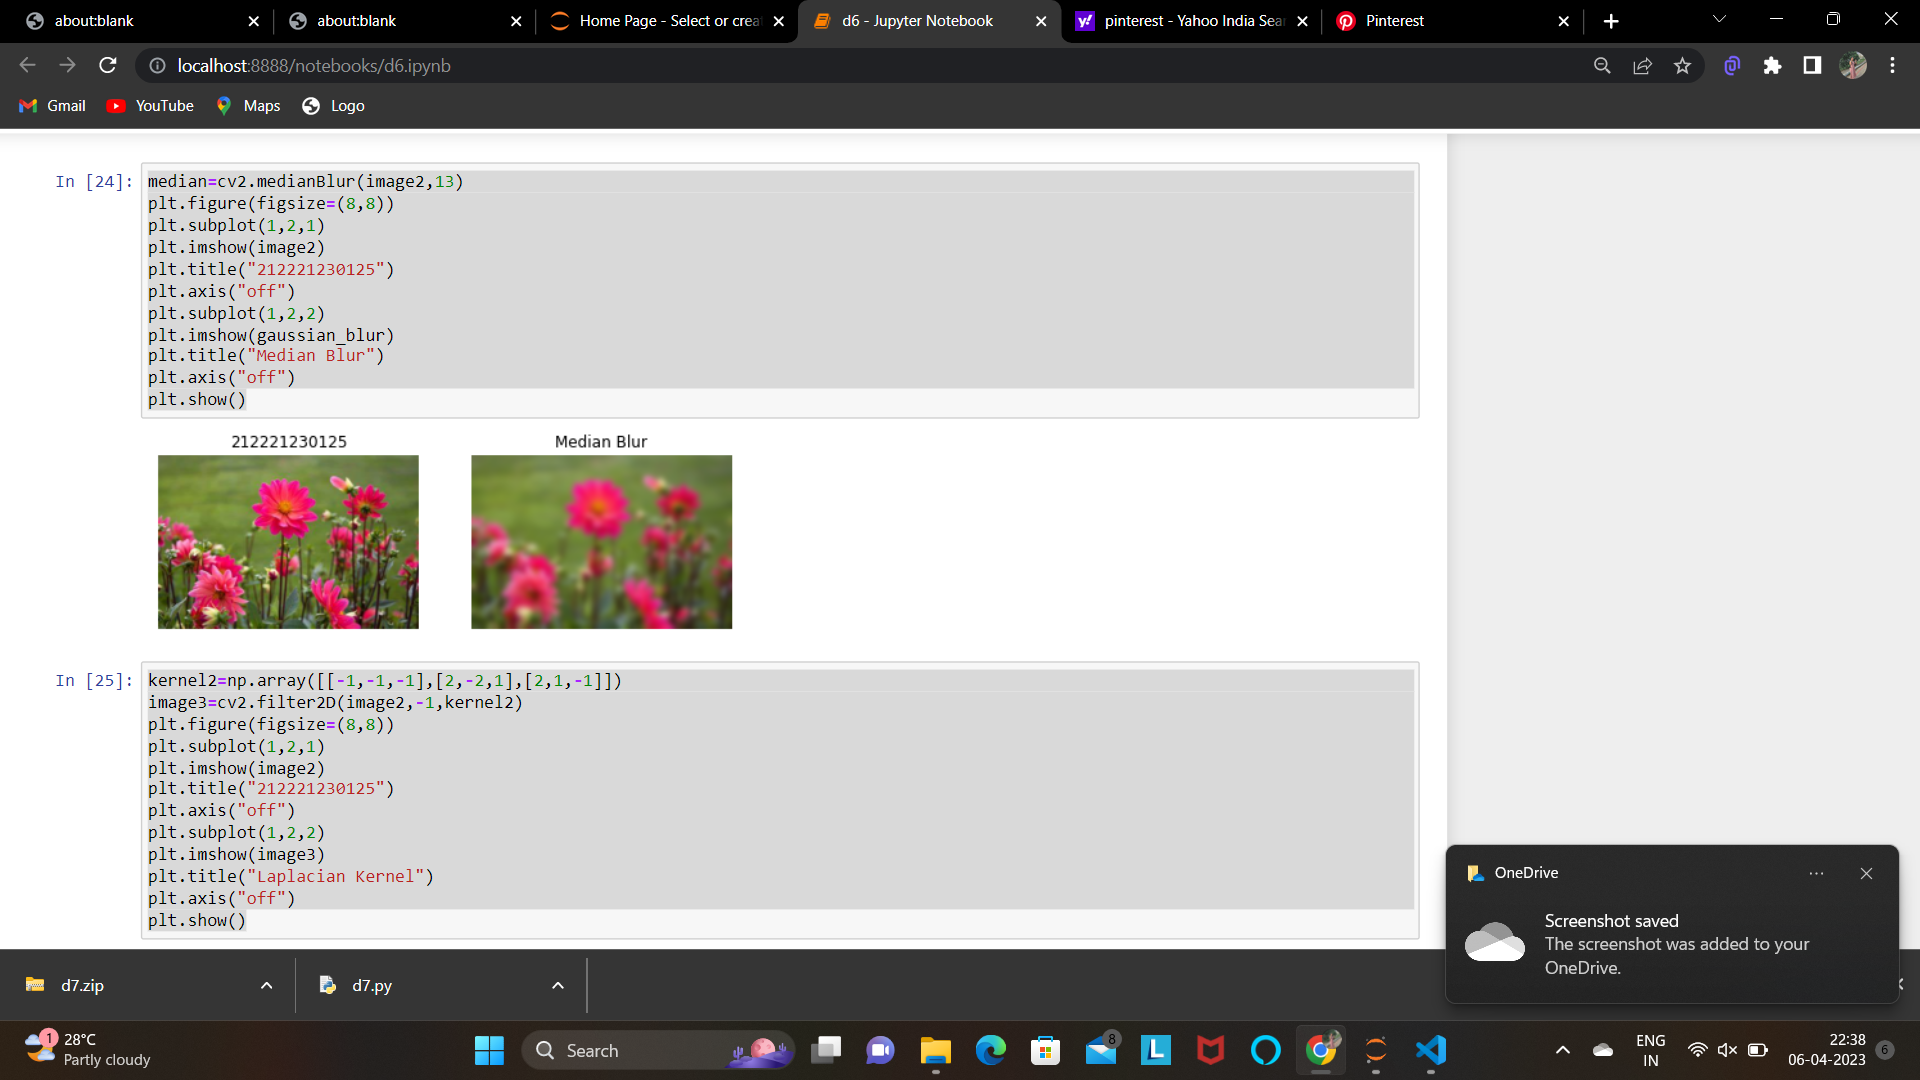 about:blank
about:blank
Home Page - Select or crea
d6 - Jupyter Notebook
pinterest - Yahoo India Sear
Pinterest
localhost:8888/notebooks/d6.ipynb
Gmail
YouTube
Maps
Logo
In [24]:
median=cv2.medianBlur(image2,13)
plt.figure(figsize=(8,8))
plt.subplot(1,2,1)
plt.imshow(image2)
plt.title("212221230125")
plt.axis("off")
plt.subplot(1,2,2)
plt.imshow(gaussian_blur)
plt.title("Median Blur")
plt.axis("off")
plt.show()
212221230125
Median Blur
In [25]:
kernel2=np.array([[-1,-1,-1],[2,-2,1],[2,1,-1]])
image3=cv2.filter2D(image2,-1,kernel2)
plt.figure(figsize=(8,8))
plt.subplot(1,2,1)
plt.imshow(image2)
plt.title("212221230125")
plt.axis("off")
plt.subplot(1,2,2)
plt.imshow(image3)
plt.title("Laplacian Kernel")
plt.axis("off")
plt.show()
OneDrive
Screenshot saved
The screenshot was added to your
OneDrive.
d7.zip
d7.py
1
28°C
Partly cloudy
Search
8
L
ENG
IN
22:38
06-04-2023
6